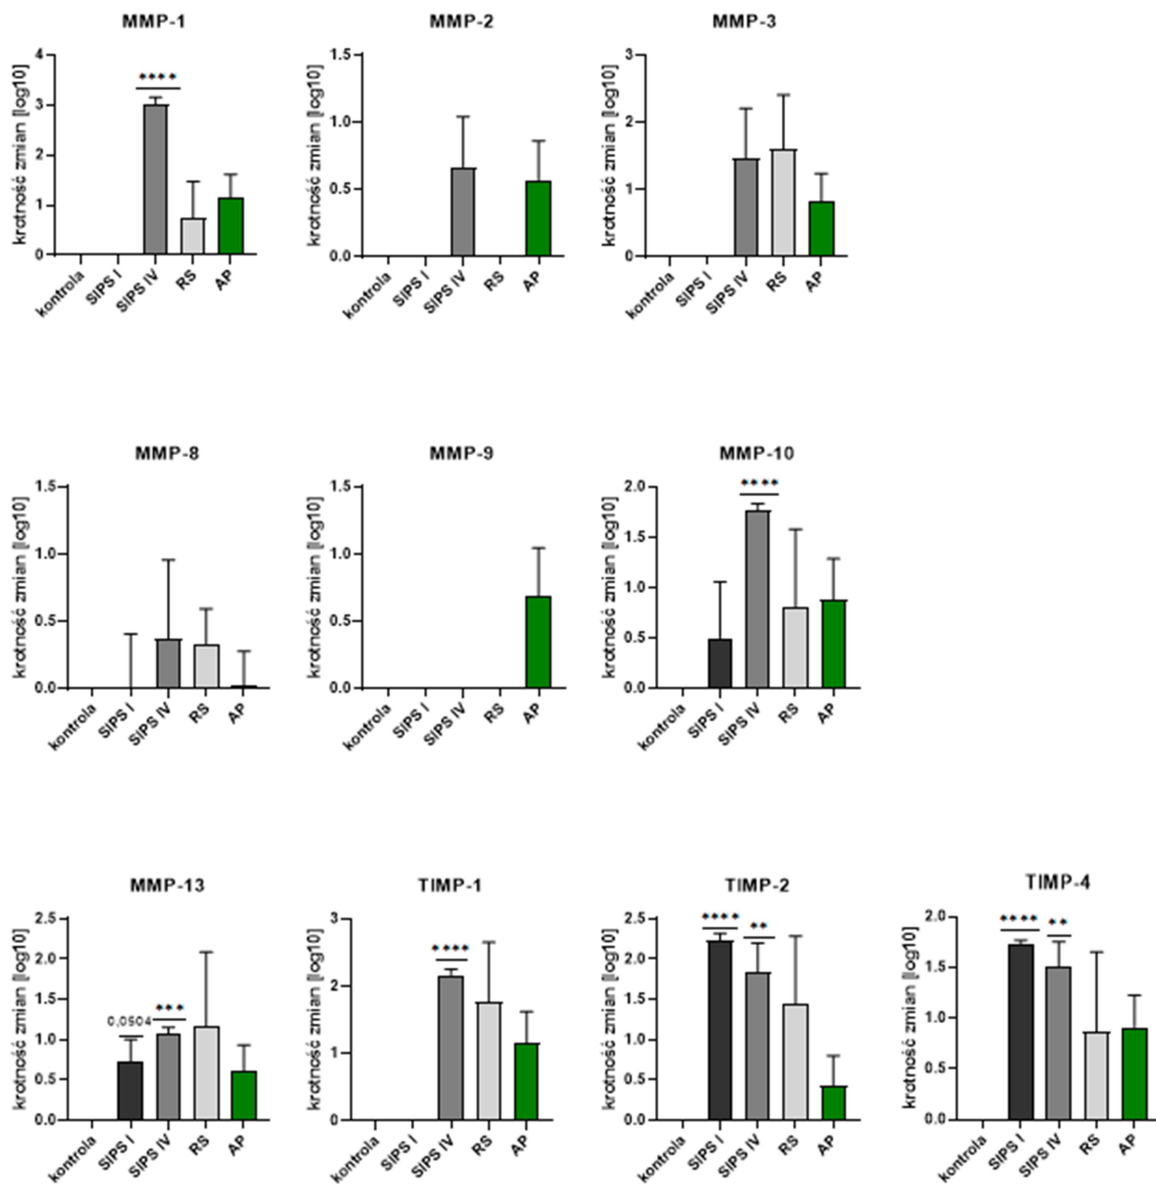 MMP-1
MMP-2
MMP-3
krotność zmian [log10]
4
3
2
1
0
****
kontrola
SIPS I
SIPS IV
RS
AP
krotność zmian [log10]
1.5
1.0
0.5
0.0
kontrola
SIPS I
SIPS IV
RS
AP
krotność zmian [log10]
3
2
1
0
kontrola
SIPS I
SIPS IV
RS
AP
MMP-8
MMP-9
MMP-10
krotność zmian [log10]
1.5
1.0
0.5
0.0
kontrola
SIPS I
SIPS IV
RS
AP
krotność zmian [log10]
1.5
1.0
0.5
0.0
kontrola
SIPS I
SIPS IV
RS
AP
krotność zmian [log10]
2.0
1.5
1.0
0.5
0.0
****
kontrola
SIPS I
SIPS IV
RS
AP
MMP-13
TIMP-1
TIMP-2
TIMP-4
krotność zmian [log10]
2.5
2.0
1.5
1.0
0.5
0.0
0,0504
***
kontrola
SIPS I
SIPS IV
RS
AP
krotność zmian [log10]
3
2
1
0
****
kontrola
SIPS I
SIPS IV
RS
AP
krotność zmian [log10]
2.5
2.0
1.5
1.0
0.5
0.0
****
**
kontrola
SIPS I
SIPS IV
RS
AP
krotność zmian [log10]
2.0
1.5
1.0
0.5
0.0
****
**
kontrola
SIPS I
SIPS IV
RS
AP